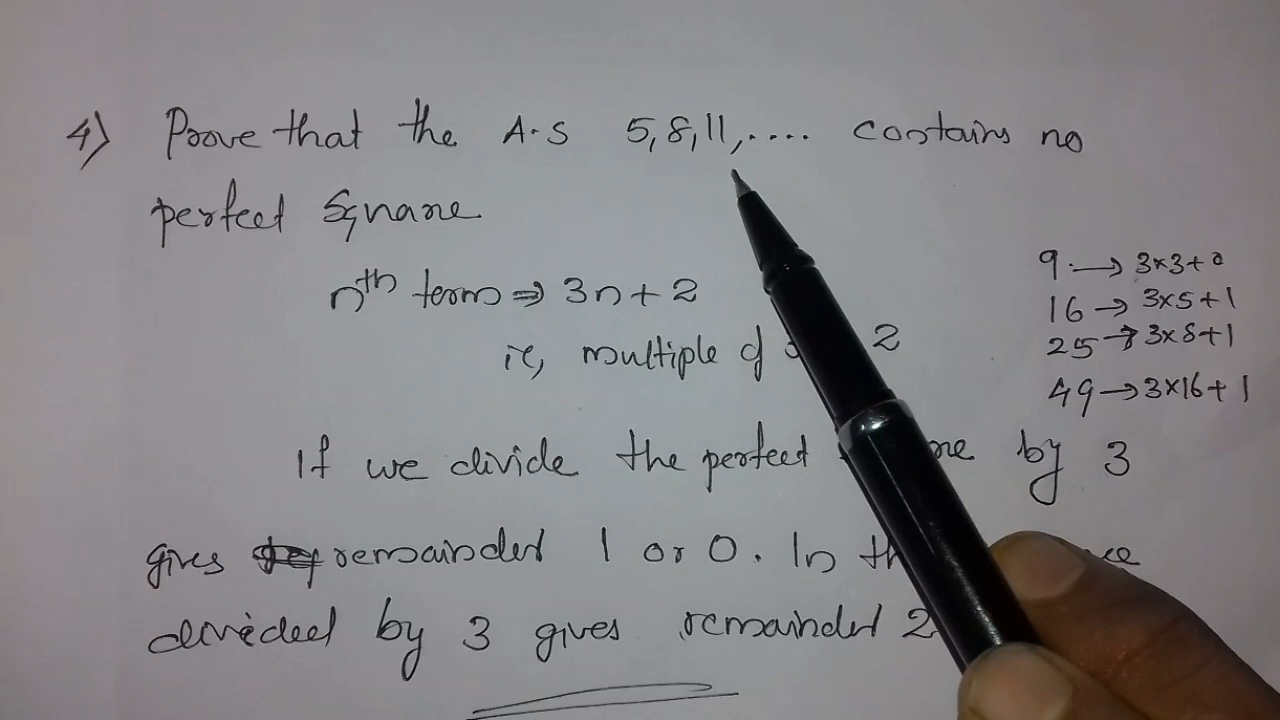 4) Prove that the A.S 5,8,11,.... contains no
perfect square
nth term ⇒ 3n+2
ie, multiple of 2
9 → 3×3+0
16 → 3×5+1
25 → 3×8+1
49 → 3×16+1
If we divide the perfect by 3
gives remainder 1 or 0. In
divided by 3 gives remainder 2